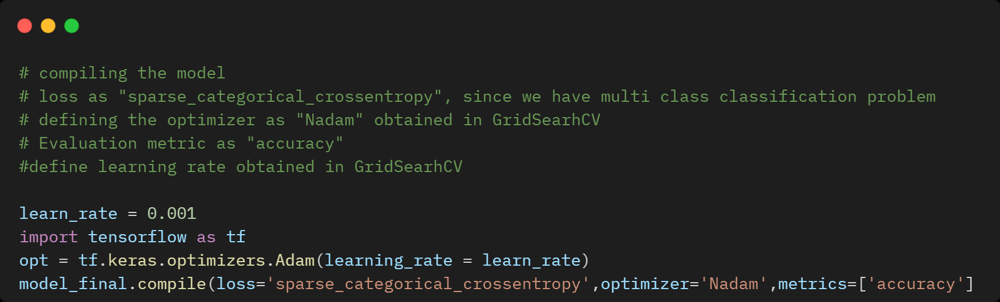 # compiling the model
# loss as "sparse_categorical_crossentropy", since we have multi class classification problem
# defining the optimizer as "Nadam" obtained in GridSearhCV
# Evaluation metric as "accuracy"
#define learning rate obtained in GridSearhCV
learn_rate = 0.001
import tensorflow as tf
opt = tf.keras.optimizers.Adam(learning_rate = learn_rate)
model_final.compile(loss='sparse_categorical_crossentropy',optimizer='Nadam',metrics=['accuracy']